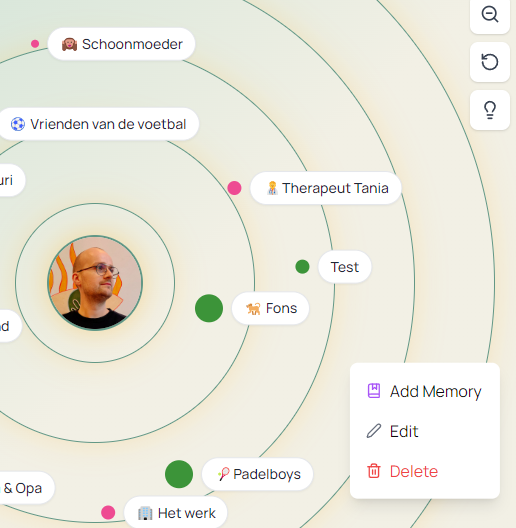 Schoonmoeder
Vrienden van de voetbal
uri
Therapeut Tania
Test
Fons
Add Memory
Edit
Delete
Padelboys
& Opa
Het werk